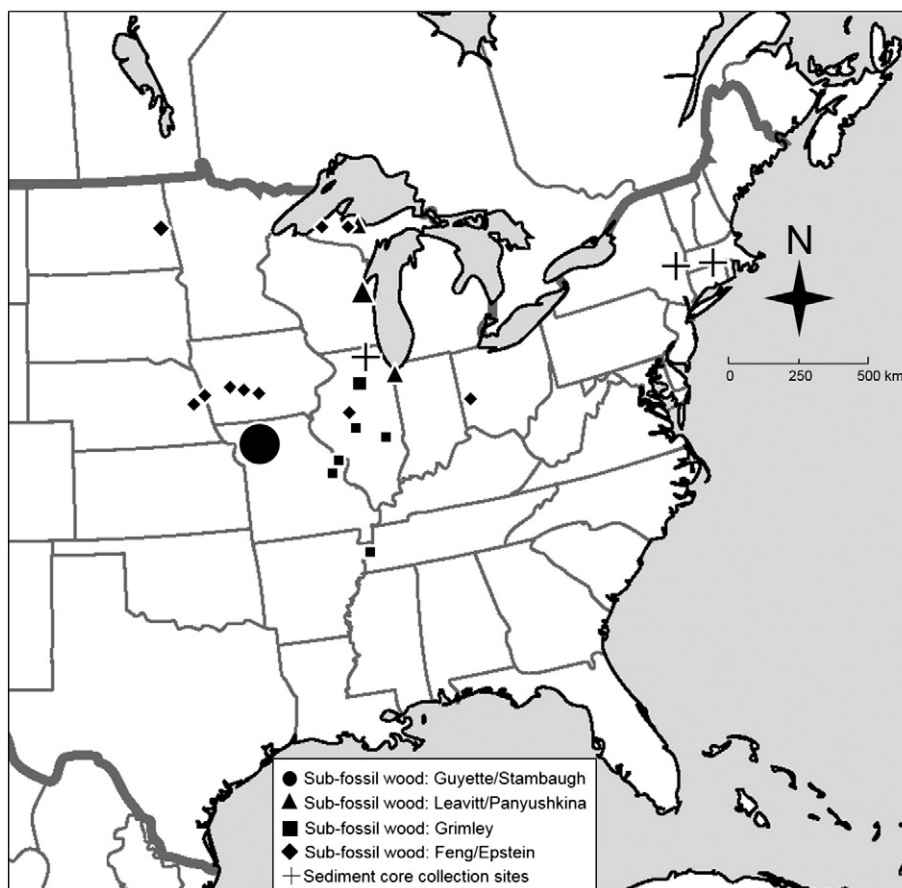 N
0 250 500 km
Sub-fossil wood: Guyette/Stambaugh
Sub-fossil wood: Leavitt/Panyushkina
Sub-fossil wood: Grimley
Sub-fossil wood: Feng/Epstein
Sediment core collection sites